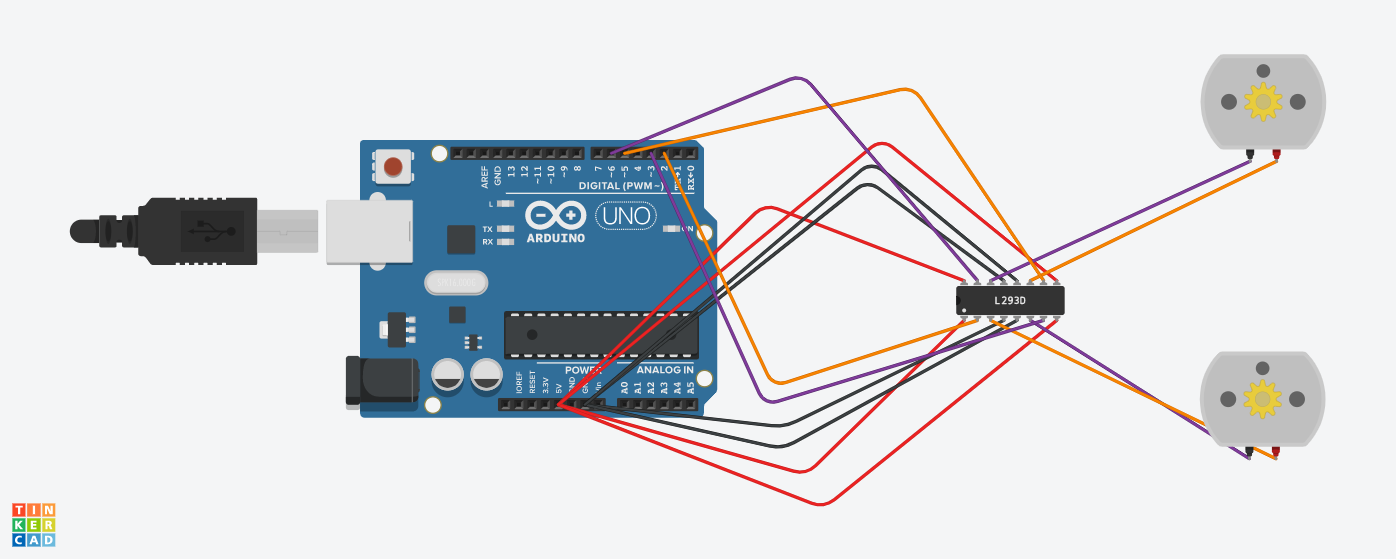 AREF
GND
13
12
~11
~10
~9
8
7
~6
~5
4
~3
2
TX→1
RX←0
DIGITAL (PWM~)
L
TX
RX
ARDUINO
UNO
ON
L293D
POWER
ANALOG IN
IOREF
RESET
3.3V
5V
GND
GND
Vin
A0
A1
A2
A3
A4
A5
TIN
KER
CAD